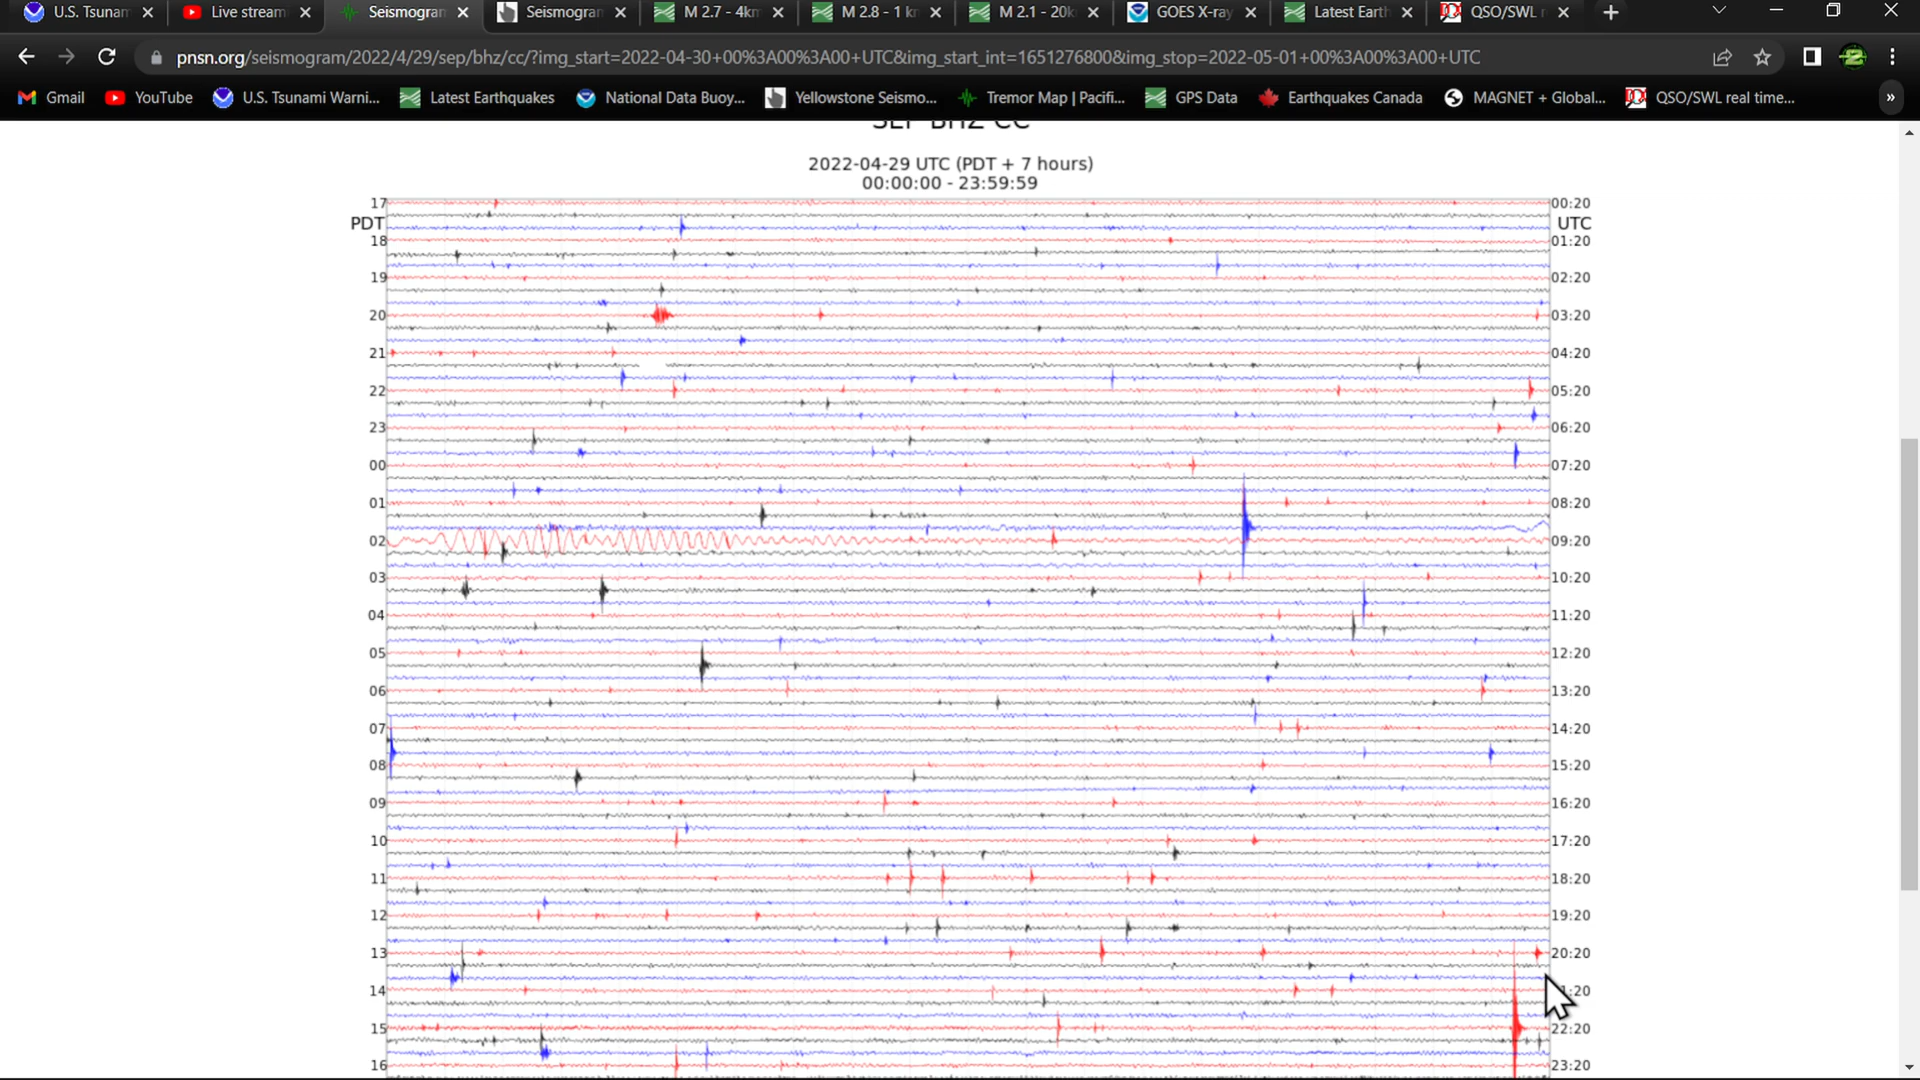 U.S. Tsunam
Live stream
Seismogram
Seismogram
M 2.7 - 4km
M 2.8 - 1 k
M 2.1 - 20k
GOES X-ray
Latest Earth
QSO/SWL r
pnsn.org/seismogram/2022/4/29/sep/bhz/cc/?img_start=2022-04-30+00%3A00%3A00+UTC&img_start_int=1651276800&img_stop=2022-05-01+00%3A00%3A00+UTC
Gmail
YouTube
U.S. Tsunami Warni...
Latest Earthquakes
National Data Buoy...
Yellowstone Seismo...
Tremor Map | Pacifi...
GPS Data
Earthquakes Canada
MAGNET + Global...
QSO/SWL real time...
»
SEP BHZ CC
2022-04-29 UTC (PDT + 7 hours)
00:00:00 - 23:59:59
17 00:20
PDT UTC
18 01:20
19 02:20
20 03:20
21 04:20
22 05:20
23 06:20
00 07:20
01 08:20
02 09:20
03 10:20
04 11:20
05 12:20
06 13:20
07 14:20
08 15:20
09 16:20
10 17:20
11 18:20
12 19:20
13 20:20
14 :20
15 22:20
16 23:20